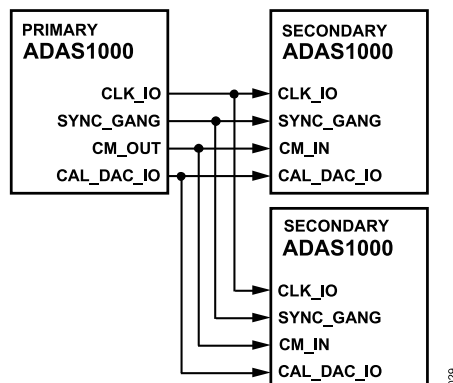 PRIMARY
ADAS1000
CLK_IO
SYNC_GANG
CM_OUT
CAL_DAC_IO
SECONDARY
ADAS1000
CLK_IO
SYNC_GANG
CM_IN
CAL_DAC_IO
SECONDARY
ADAS1000
CLK_IO
SYNC_GANG
CM_IN
CAL_DAC_IO